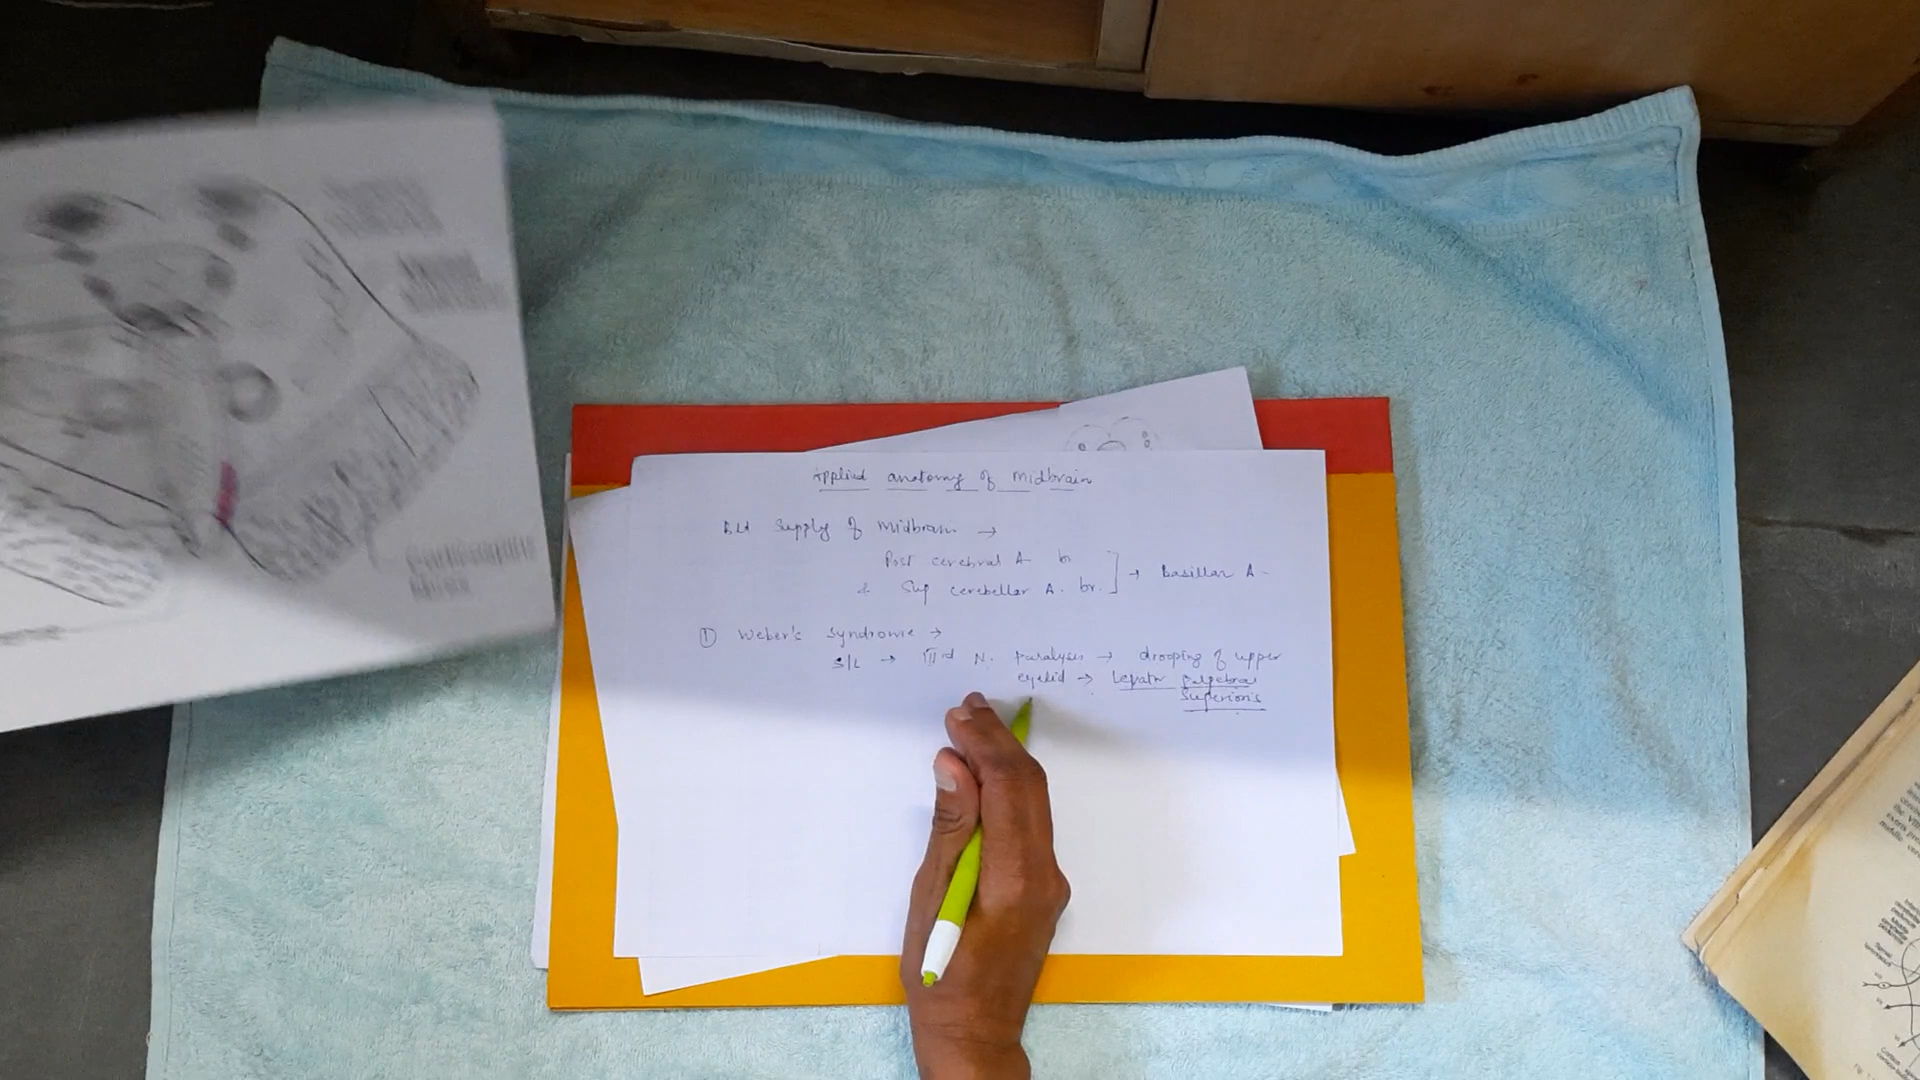 Applied anatomy of Midbrain
Bld Supply of Midbrain →
Post cerebral A br
& Sup cerebellar A. br. → basillar A.
① Weber's Syndrome →
S/L → IIIrd N. Paralysis → drooping of upper
eyelid → Levator palpebrai
Superioris